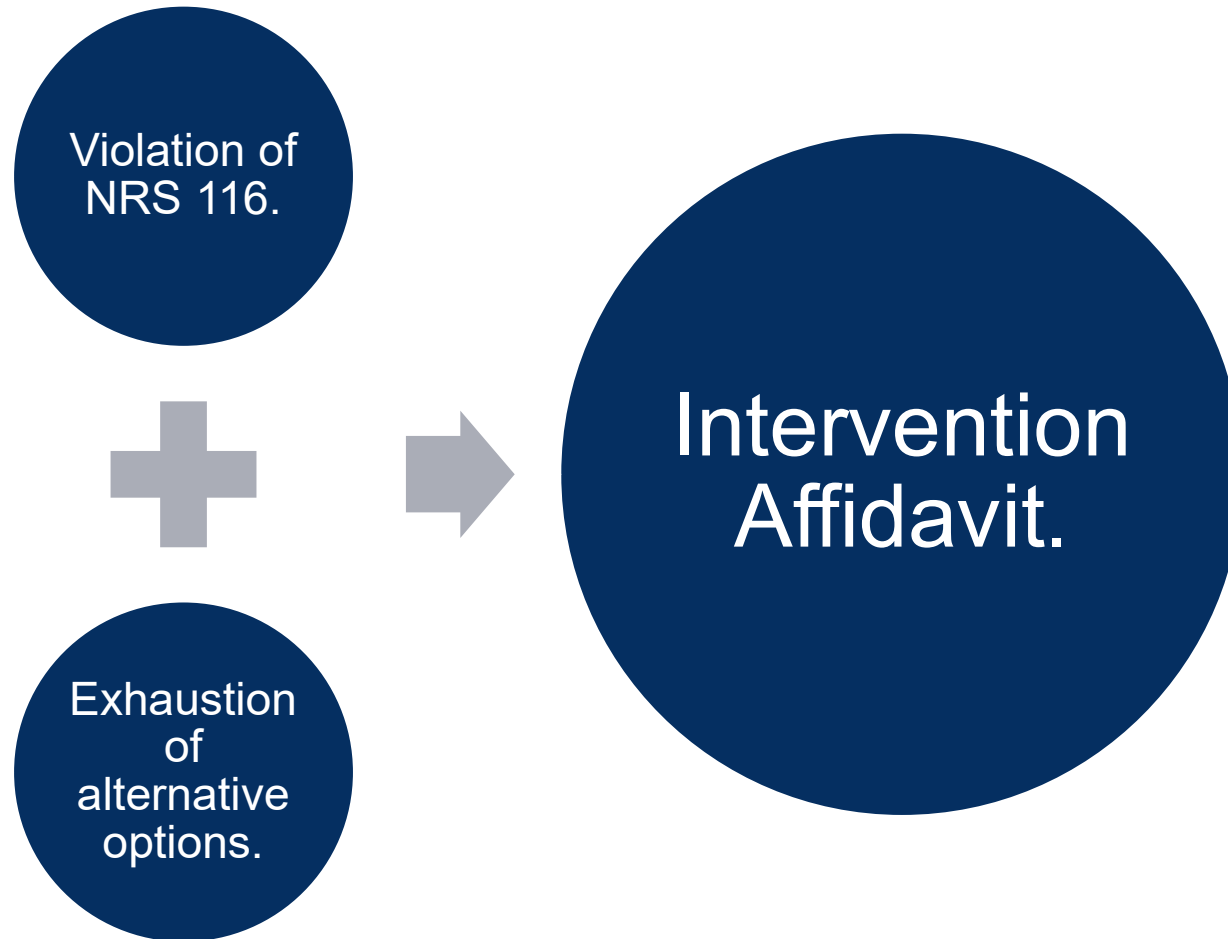 Violation of
NRS 116.
Exhaustion
of
alternative
options.
Intervention
Affidavit.